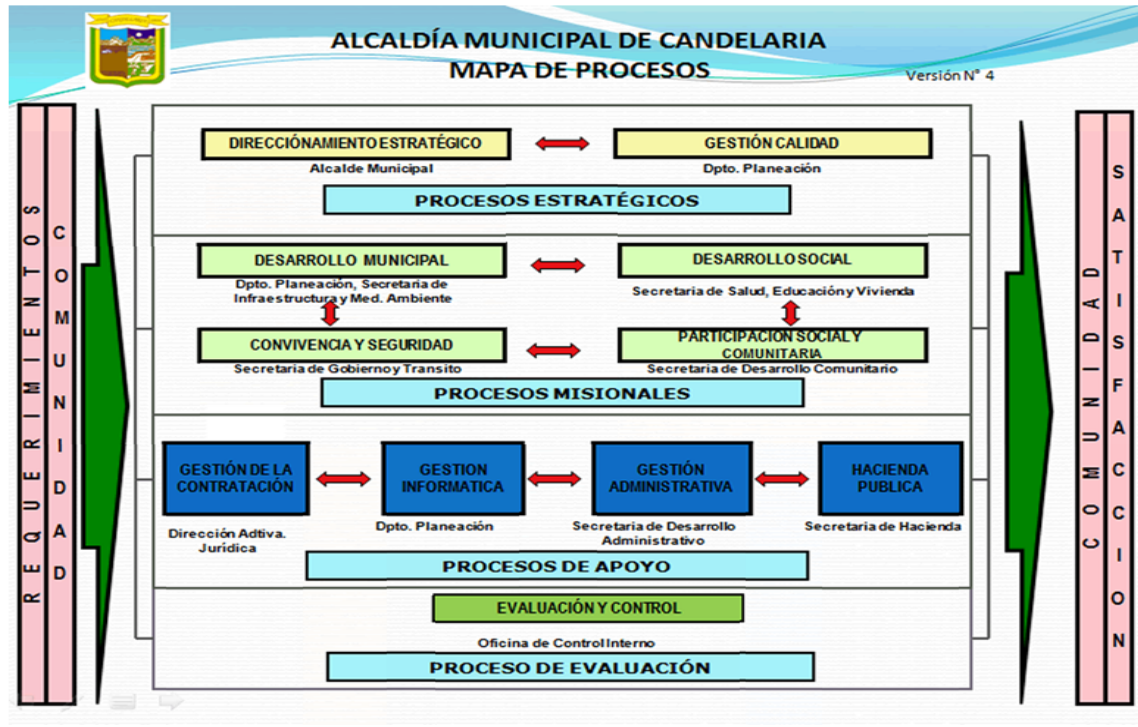 ALCALDÍA MUNICIPAL DE CANDELARIA
MAPA DE PROCESOS
Versión N° 4
REQUERIMIENTOS
COMUNIDAD
DIRECCIÓNAMIENTO ESTRATÉGICO
Alcalde Municipal
GESTIÓN CALIDAD
Dpto. Planeación
PROCESOS ESTRATÉGICOS
DESARROLLO MUNICIPAL
Dpto. Planeación, Secretaria de
Infraestructura y Med. Ambiente
DESARROLLO SOCIAL
Secretaria de Salud, Educación y Vivienda
CONVIVENCIA Y SEGURIDAD
Secretaria de Gobierno y Transito
PARTICIPACION SOCIAL Y
COMUNITARIA
Secretaria de Desarrollo Comunitario
PROCESOS MISIONALES
GESTIÓN DE LA
CONTRATACIÓN
Dirección Adtiva.
Jurídica
GESTION
INFORMATICA
Dpto. Planeación
GESTIÓN
ADMINISTRATIVA
Secretaria de Desarrollo
Administrativo
HACIENDA
PUBLICA
Secretaria de Hacienda
PROCESOS DE APOYO
EVALUACIÓN Y CONTROL
Oficina de Control Interno
PROCESO DE EVALUACIÓN
COMUNIDAD
SATISFACCION